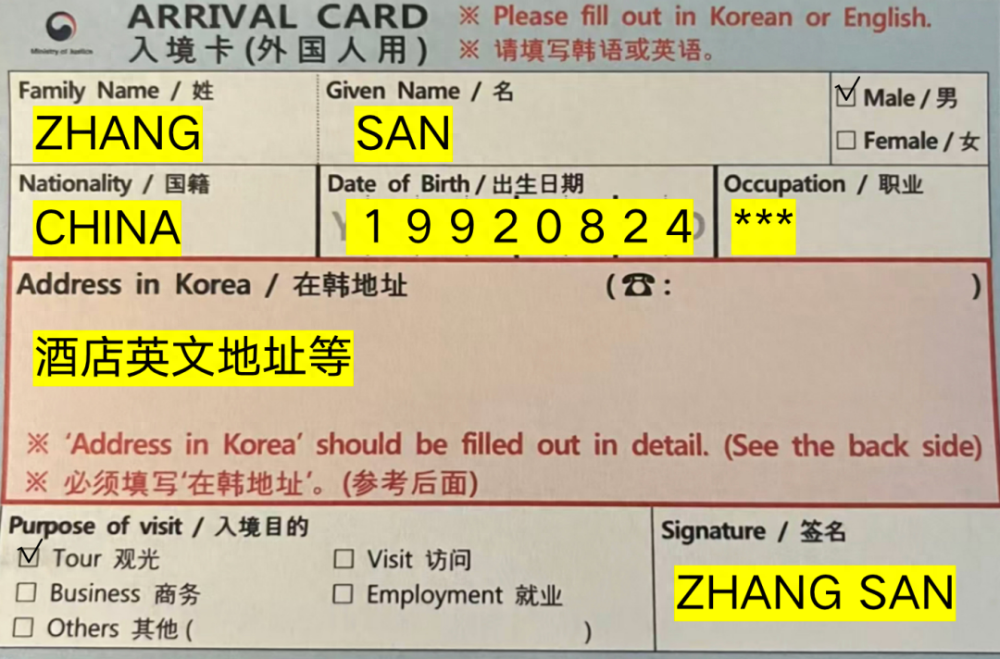 Ministry of Justice
ARRIVAL CARD
入境卡(外国人用)
※ Please fill out in Korean or English.
※ 请填写韩语或英语。
Family Name / 姓
ZHANG
Given Name / 名
SAN
Male / 男
Female / 女
Nationality / 国籍
CHINA
Date of Birth / 出生日期
19920824
Occupation / 职业
***
Address in Korea / 在韩地址 (☎: )
酒店英文地址等
※ ‘Address in Korea’ should be filled out in detail. (See the back side)
※ 必须填写‘在韩地址’。(参考后面)
Purpose of visit / 入境目的
Tour 观光
Visit 访问
Business 商务
Employment 就业
Others 其他 ( )
Signature / 签名
ZHANG SAN